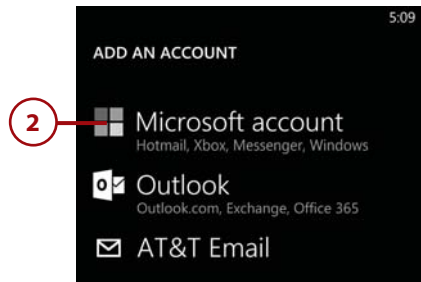 5:09
ADD AN ACCOUNT
2
Microsoft account
Hotmail, Xbox, Messenger, Windows
Outlook
Outlook.com, Exchange, Office 365
AT&T Email